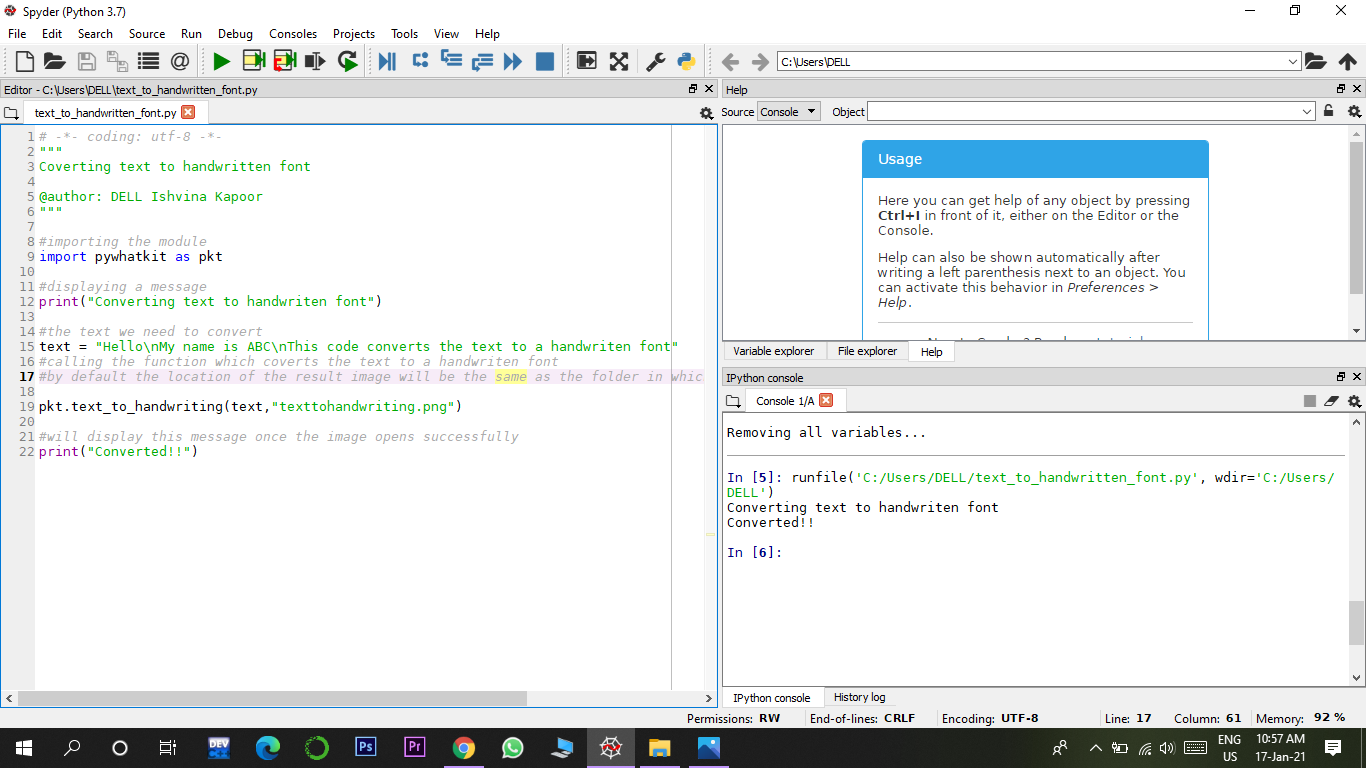 Spyder (Python 3.7)
File Edit Search Source Run Debug Consoles Projects Tools View Help
C:\Users\DELL
Editor - C:\Users\DELL\text_to_handwritten_font.py
text_to_handwritten_font.py
1 # -*- coding: utf-8 -*-
2 """
3 Coverting text to handwritten font
4
5 @author: DELL Ishvina Kapoor
6 """
7
8 #importing the module
9 import pywhatkit as pkt
10
11 #displaying a message
12 print("Converting text to handwriten font")
13
14 #the text we need to convert
15 text = "Hello\nMy name is ABC\nThis code converts the text to a handwriten font"
16 #calling the function which coverts the text to a handwriten font
17 #by default the location of the result image will be the same as the folder in whic
18
19 pkt.text_to_handwriting(text,"texttohandwriting.png")
20
21 #will display this message once the image opens successfully
22 print("Converted!!")
Help
Source Console Object
Usage
Here you can get help of any object by pressing
Ctrl+I in front of it, either on the Editor or the
Console.
Help can also be shown automatically after
writing a left parenthesis next to an object. You
can activate this behavior in Preferences >
Help.
Variable explorer File explorer Help
IPython console
Console 1/A
Removing all variables...
In [5]: runfile('C:/Users/DELL/text_to_handwritten_font.py', wdir='C:/Users/
DELL')
Converting text to handwriten font
Converted!!
In [6]:
IPython console History log
Permissions: RW End-of-lines: CRLF Encoding: UTF-8 Line: 17 Column: 61 Memory: 92 %
DEV Ps Pr
ENG
US
10:57 AM
17-Jan-21